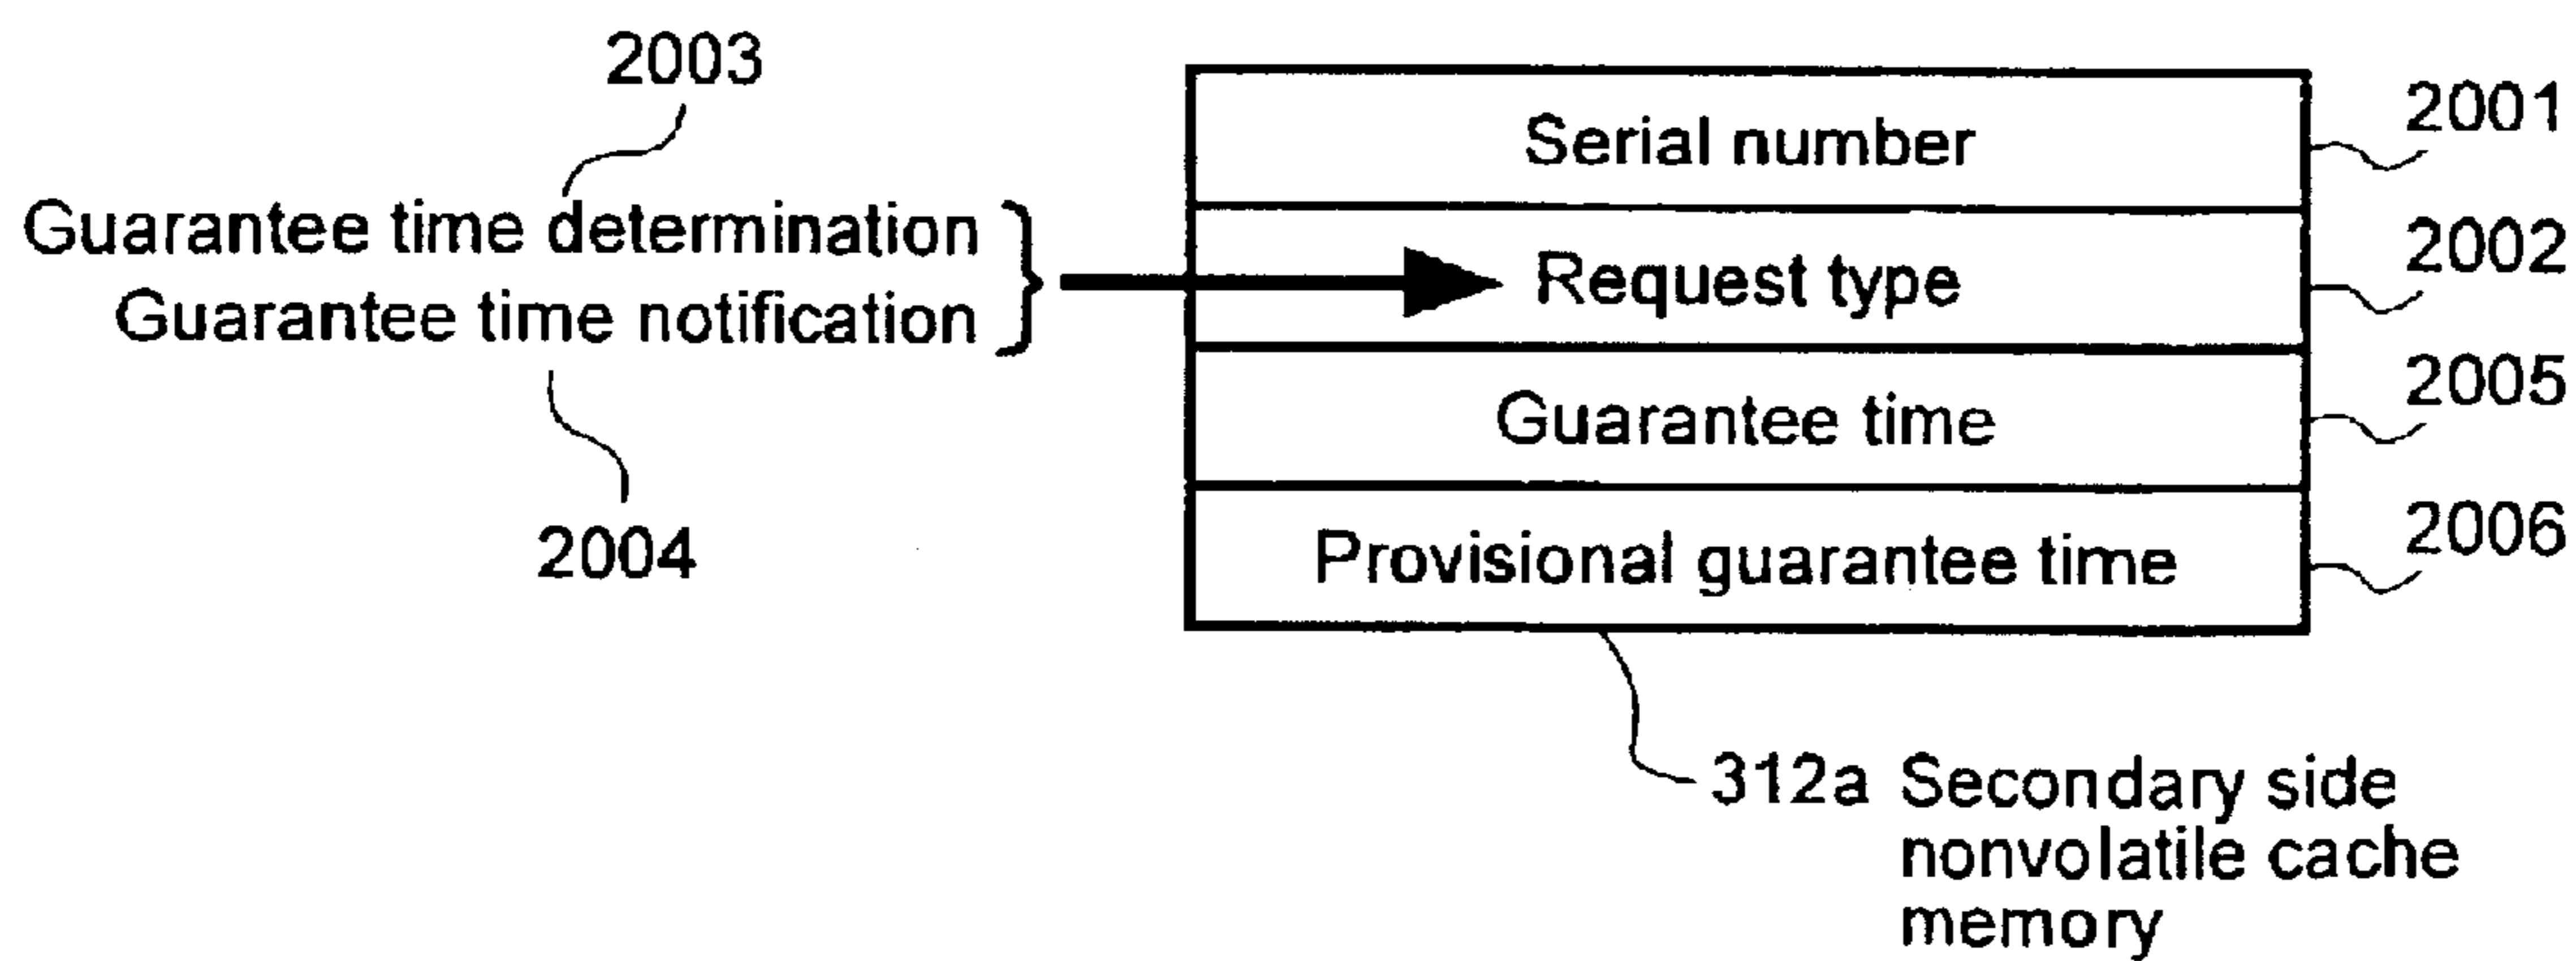 2003
Guarantee time determination
Guarantee time notification
2004
Serial number
2001
Request type
2002
Guarantee time
2005
Provisional guarantee time
2006
312a Secondary side
nonvolatile cache
memory